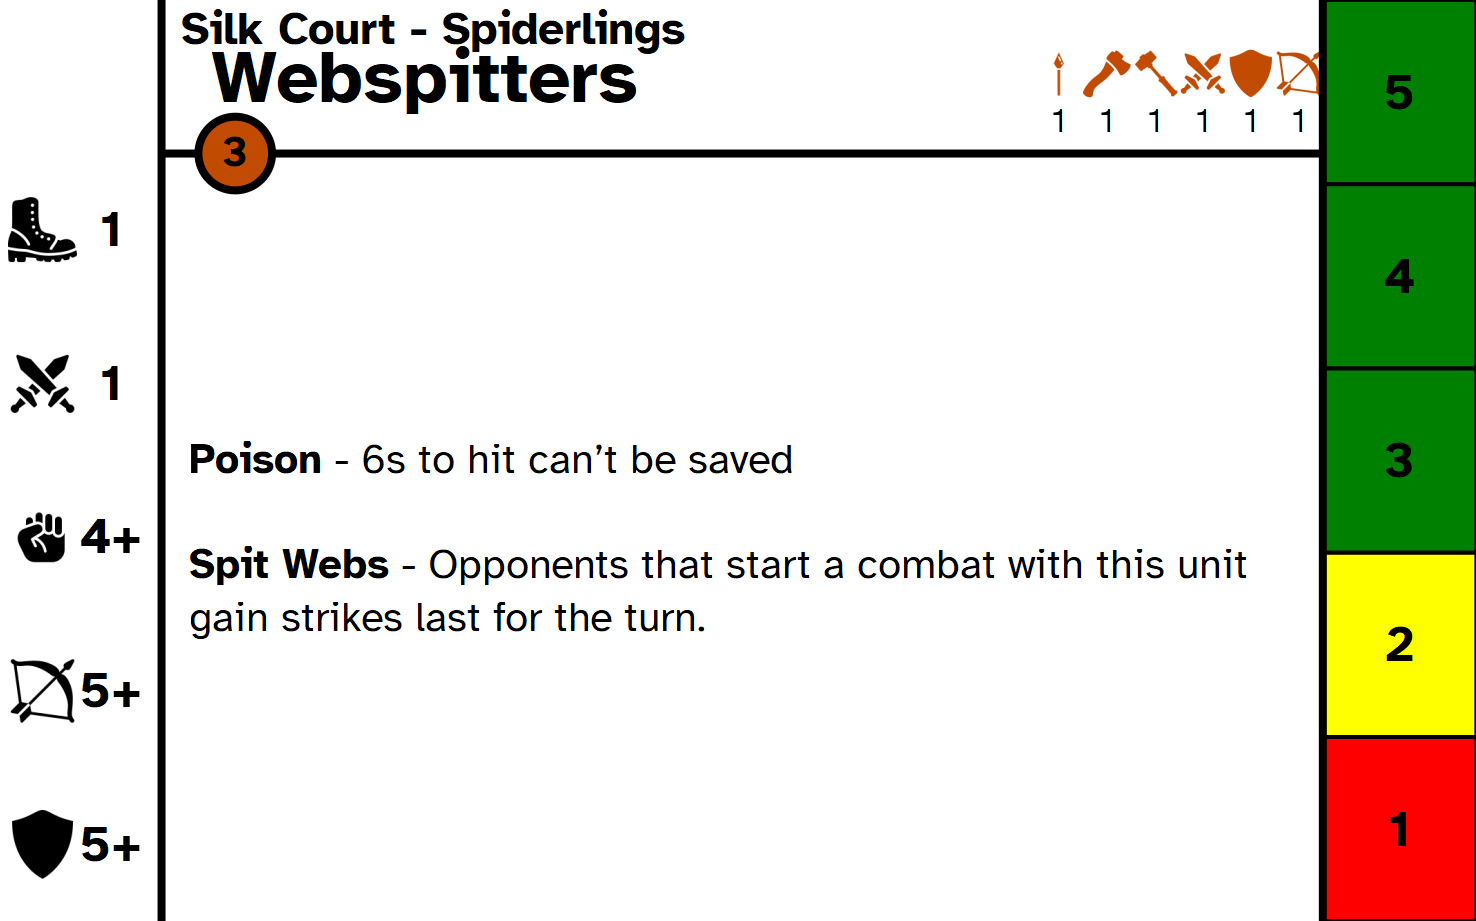 Silk Court - Spiderlings
Webspitters
1 1 1 1 1 1
3
1
1
4+
5+
5+
Poison - 6s to hit can’t be saved
Spit Webs - Opponents that start a combat with this unit
gain strikes last for the turn.
5
4
3
2
1